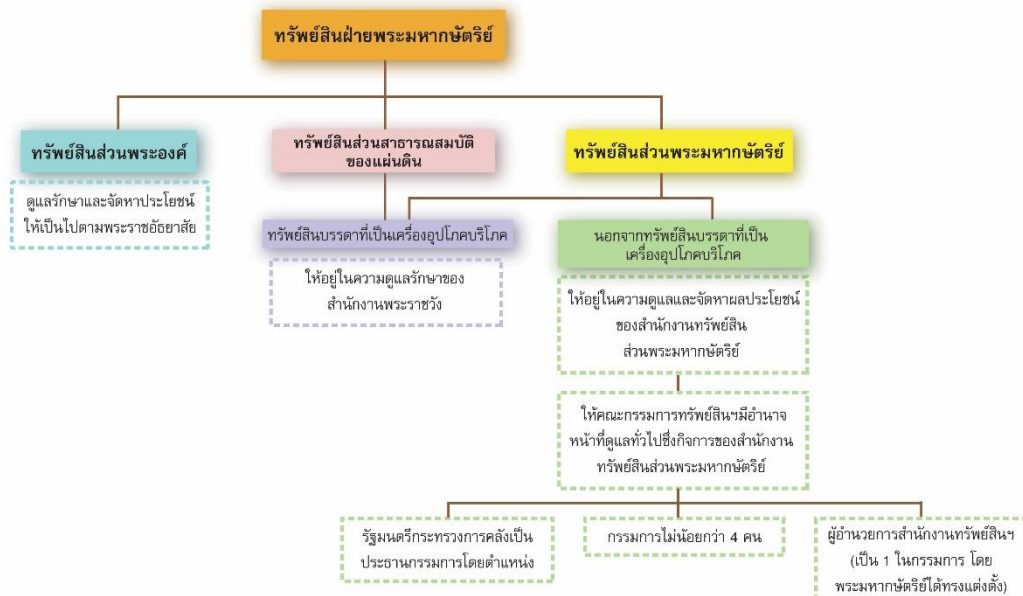 ทรัพย์สินฝ่ายพระมหากษัตริย์
ทรัพย์สินส่วนพระองค์
ดูแลรักษาและจัดหาประโยชน์
ให้เป็นไปตามพระราชอัธยาสัย
ทรัพย์สินส่วนสาธารณสมบัติ
ของแผ่นดิน
ทรัพย์สินส่วนพระมหากษัตริย์
ทรัพย์สินบรรดาที่เป็นเครื่องอุปโภคบริโภค
ให้อยู่ในความดูแลรักษาของ
สำนักงานพระราชวัง
นอกจากทรัพย์สินบรรดาที่เป็น
เครื่องอุปโภคบริโภค
ให้อยู่ในความดูแลและจัดหาผลประโยชน์
ของสำนักงานทรัพย์สิน
ส่วนพระมหากษัตริย์
ให้คณะกรรมการทรัพย์สินฯมีอำนาจ
หน้าที่ดูแลทั่วไปซึ่งกิจการของสำนักงาน
ทรัพย์สินส่วนพระมหากษัตริย์
รัฐมนตรีกระทรวงการคลังเป็น
ประธานกรรมการโดยตำแหน่ง
กรรมการไม่น้อยกว่า 4 คน
ผู้อำนวยการสำนักงานทรัพย์สินฯ
(เป็น 1 ในกรรมการ โดย
พระมหากษัตริย์ได้ทรงแต่งตั้ง)